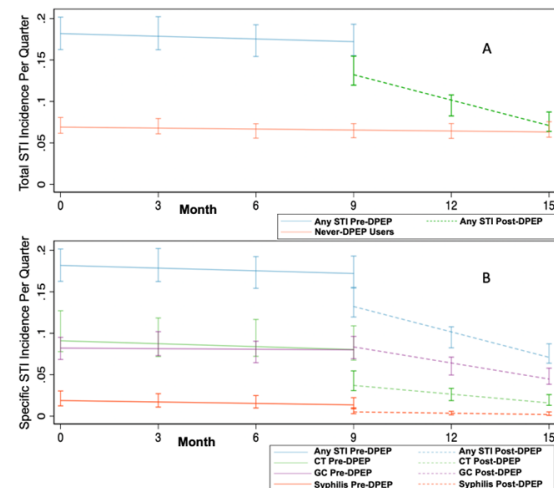 Total STI Incidence Per Quarter
.2
.15
.1
.05
0
A
0 3 6 9 12 15
Month
Any STI Pre-DPEP Any STI Post-DPEP
Never-DPEP Users
Specific STI Incidence Per Quarter
.2
.15
.1
.05
0
B
0 3 6 9 12 15
Month
Any STI Pre-DPEP Any STI Post-DPEP
CT Pre-DPEP CT Post-DPEP
GC Pre-DPEP GC Post-DPEP
Syphilis Pre-DPEP Syphilis Post-DPEP